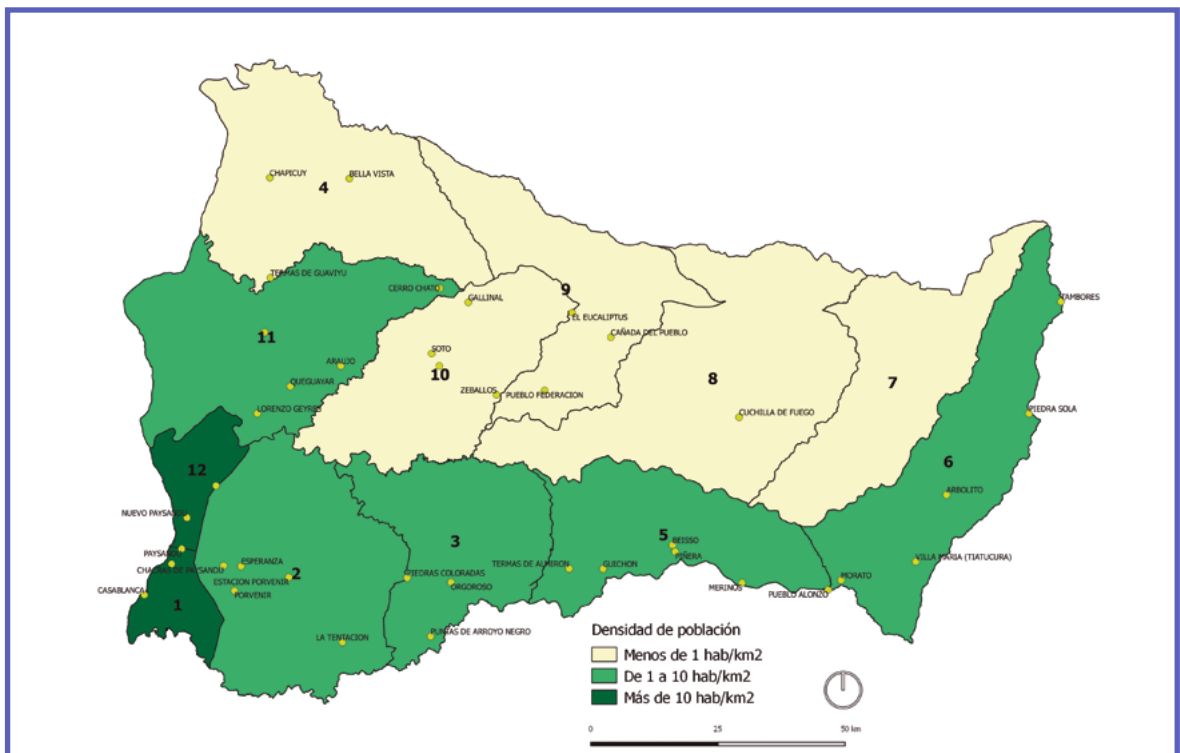 CHAPICUY
BELLA VISTA
4
TERMAS DE GUAVIYU
CERRO CHATO
9
GALLINAL
EL EUCALIPTUS
TAMBORES
11
CAÑADA DEL PUEBLO
SOTO
ARAUJO
10
8
7
QUEGUAYAR
ZEBALLOS
PUEBLO FEDERACION
LORENZO GEYRES
CUCHILLA DE FUEGO
PIEDRA SOLA
12
6
ARBOLITO
NUEVO PAYSANDU
PAYSANDU
3
5
BEISSO
PIÑERA
CHACRAS DE PAYSANDU
ESPERANZA
2
TERMAS DE ALMIRON
GUICHON
VILLA MARIA (TIATUCURA)
ESTACION PORVENIR
PIEDRAS COLORADAS
ORGOROSO
MERINOS
MORATO
PUEBLO ALONZO
CASABLANCA
1
PORVENIR
LA TENTACION
PUNTAS DE ARROYO NEGRO
Densidad de población
Menos de 1 hab/km2
De 1 a 10 hab/km2
Más de 10 hab/km2
0 25 50 km